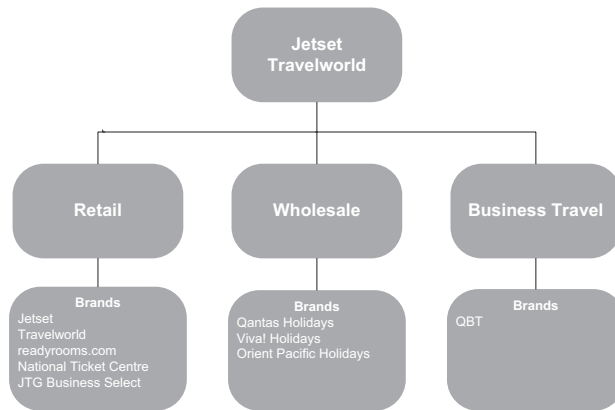 Jetset
Travelworld
Retail
Wholesale
Business Travel
Brands
Jetset
Travelworld
readyrooms.com
National Ticket Centre
JTG Business Select
Brands
Qantas Holidays
Viva! Holidays
Orient Pacific Holidays
Brands
QBT